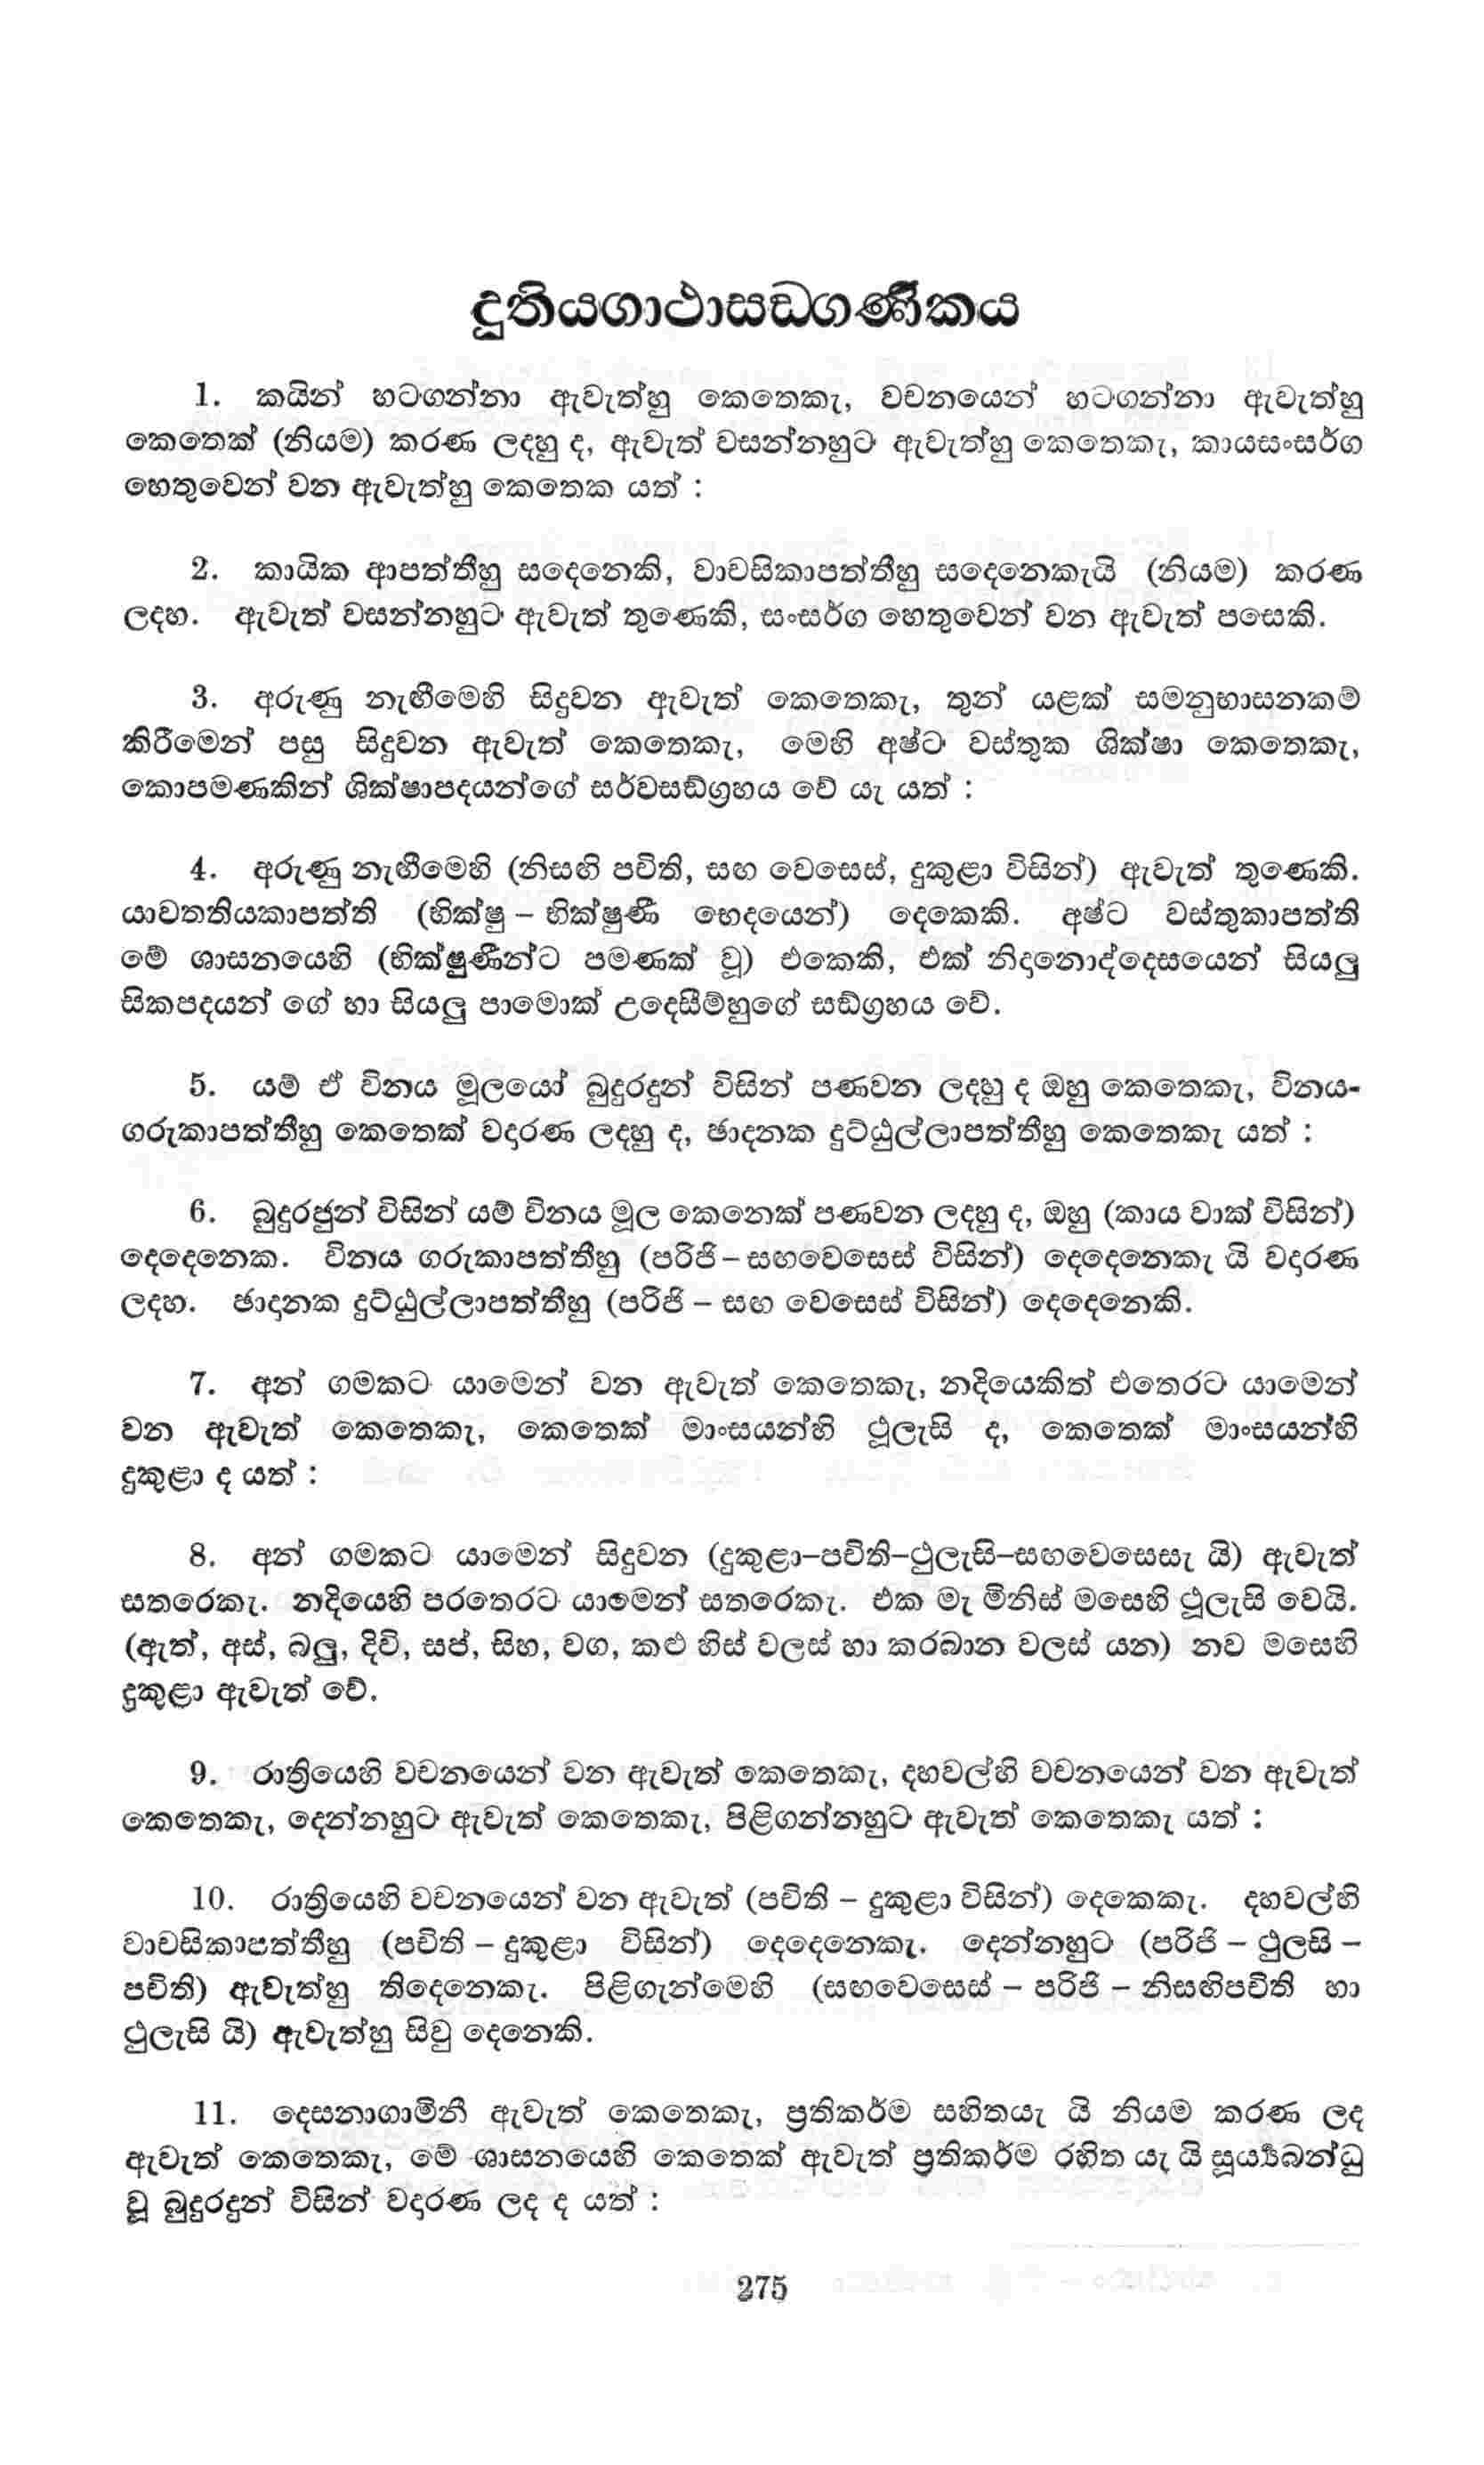 දුතියගාථාසඞගණිකය
1. කයින් හටගන්නා ඇවැත්හු කෙතෙකැ, වචනයෙන් හටගන්නා ඇවැත්හු
කෙතෙක් (නියම) කරණ ලදහු ද, ඇවැත් වසන්නහුට ඇවැත්හු කෙතෙකැ, කායසංසර්ග
හෙතුවෙන් වන ඇවැත්හු කෙතෙක යත් :
2. කායික ආපත්තීහු සදෙනෙකි, වාචසිකාපත්තීහු සදෙනෙකැයි (නියම) කරණ
ලදහ. ඇවැත් වසන්නහුට ඇවැත් තුණෙකි, සංසර්ග හෙතුවෙන් වන ඇවැත් පසෙකි.
3. අරුණු නැඟීමෙහි සිදුවන ඇවැත් කෙතෙකැ, තුන් යළක් සමනුභාසනකම්
කිරීමෙන් පසු සිදුවන ඇවැත් කෙතෙකැ, මෙහි අෂ්ට වස්තුක ශික්ෂා කෙතෙකැ,
කොපමණකින් ශික්ෂාපදයන්ගේ සර්වසඞ්ග්‍රහය වේ යැ යත් :
4. අරුණු නැඟීමෙහි (නිසඟි පචිති, සඟ වෙසෙස්, දුකුළා විසින්) ඇවැත් තුණෙකි.
යාවතතියකාපත්ති (භික්ෂු – භික්ෂුණී භෙදයෙන්) දෙකෙකි. අෂ්ට වස්තුකාපත්ති
මේ ශාසනයෙහි (භික්ෂුණීන්ට පමණක් වූ) එකෙකි, එක් නිදානොද්දෙසයෙන් සියලු
සිකපදයන් ගේ හා සියලු පාමොක් උදෙසීම්හුගේ සඞ්ග්‍රහය වේ.
5. යම් ඒ විනය මූලයෝ බුදුරදුන් විසින් පණවන ලදහු ද ඔහු කෙතෙකැ, විනය-
ගරුකාපත්තීහු කෙතෙක් වදාරණ ලදහු ද, ඡාදනක දුට්ඨුල්ලාපත්තීහු කෙතෙකැ යත් :
6. බුදුරජුන් විසින් යම් විනය මූල කෙනෙක් පණවන ලදහු ද, ඔහු (කාය වාක් විසින්)
දෙදෙනෙක. විනය ගරුකාපත්තීහු (පරිජි – සඟවෙසෙස් විසින්) දෙදෙනෙකැ යි වදාරණ
ලදහ. ඡාදානක දුට්ඨුල්ලාපත්තීහු (පරිජි – සඟ වෙසෙස් විසින්) දෙදෙනෙකි.
7. අන් ගමකට යාමෙන් වන ඇවැත් කෙතෙකැ, නදියෙකිත් එතෙරට යාමෙන්
වන ඇවැත් කෙතෙකැ, කෙතෙක් මාංසයන්හි ථූලැසි ද, කෙතෙක් මාංසයන්හි
දුකුළා ද යත් :
8. අන් ගමකට යාමෙන් සිදුවන (දුකුළා–පචිති–ථුලැසි–සඟවෙසෙසැ යි) ඇවැත්
සතරෙකැ. නදියෙහි පරතෙරට යාමෙන් සතරෙකැ. එක මැ මිනිස් මසෙහි ථූලැසි වෙයි.
(ඇත්, අස්, බලු, දිවි, සප්, සිහ, වග, කළු හිස් වලස් හා කරබාන වලස් යන) නව මසෙහි
දුකුළා ඇවැත් වේ.
9. රාත්‍රියෙහි වචනයෙන් වන ඇවැත් කෙතෙකැ, දහවල්හි වචනයෙන් වන ඇවැත්
කෙතෙකැ, දෙන්නහුට ඇවැත් කෙතෙකැ, පිළිගන්නහුට ඇවැත් කෙතෙකැ යත් :
10. රාත්‍රියෙහි වචනයෙන් වන ඇවැත් (පචිති – දුකුළා විසින්) දෙකෙකැ. දහවල්හි
වාචසිකාපත්තීහු (පචිති – දුකුළා විසින්) දෙදෙනෙකැ. දෙන්නහුට (පරිජි – ථුලසි –
පචිති) ඇවැත්හු තිදෙනෙකැ. පිළිගැන්මෙහි (සඟවෙසෙස් – පරිජි – නිසඟිපචිති හා
ථුලැසි යි) ඇවැත්හු සිවු දෙනෙකි.
11. දෙසනාගාමිනී ඇවැත් කෙතෙකැ, ප්‍රතිකර්ම සහිතයැ යි නියම කරණ ලද
ඇවැත් කෙතෙකැ, මේ ශාසනයෙහි කෙතෙක් ඇවැත් ප්‍රතිකර්ම රහිත යැ යි සූර්‍ය්‍යබන්ධු
වූ බුදුරදුන් විසින් වදාරණ ලද ද යත් :
275